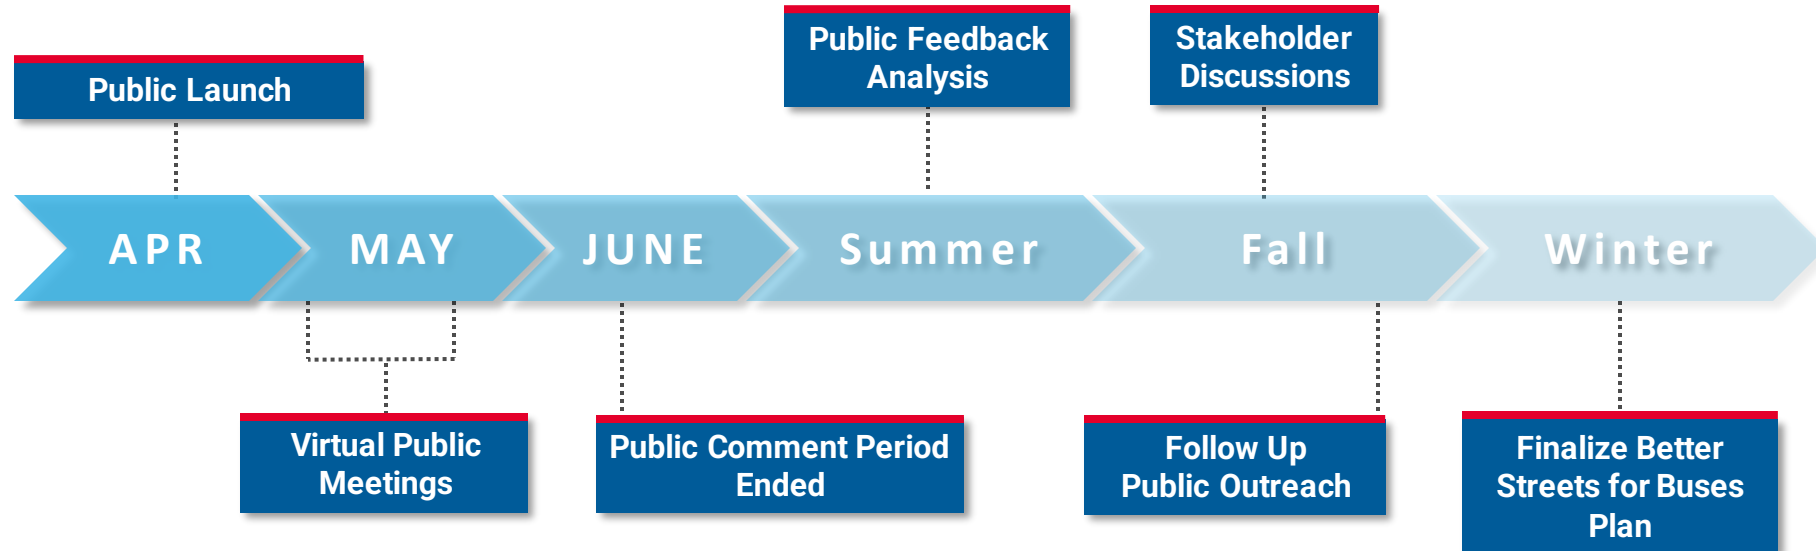 Public Launch
Public Feedback
Analysis
Stakeholder
Discussions
APR
MAY
JUNE
Summer
Fall
Winter
Virtual Public
Meetings
Public Comment Period
Ended
Follow Up
Public Outreach
Finalize Better
Streets for Buses
Plan